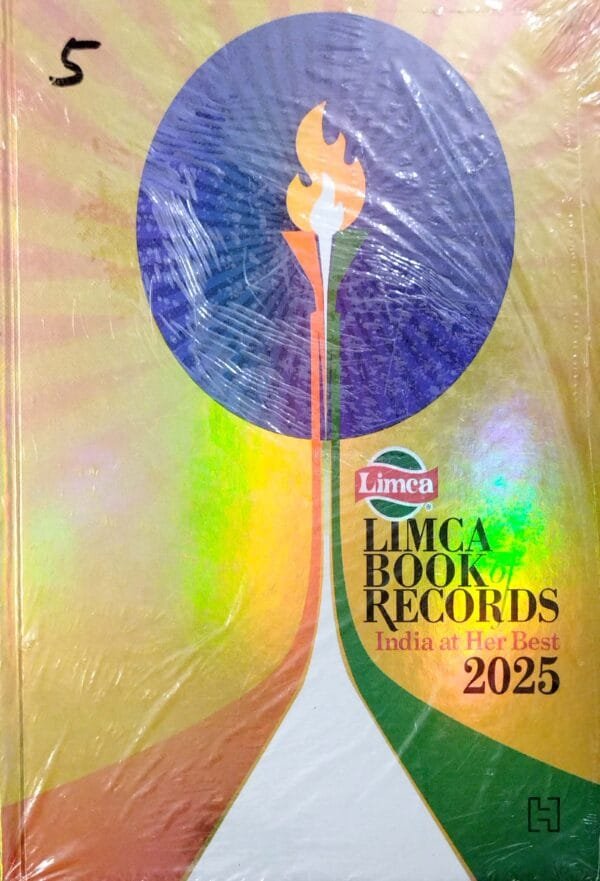 5
Limca
LIMCA
BOOK of
RECORDS
India at Her Best
2025
H